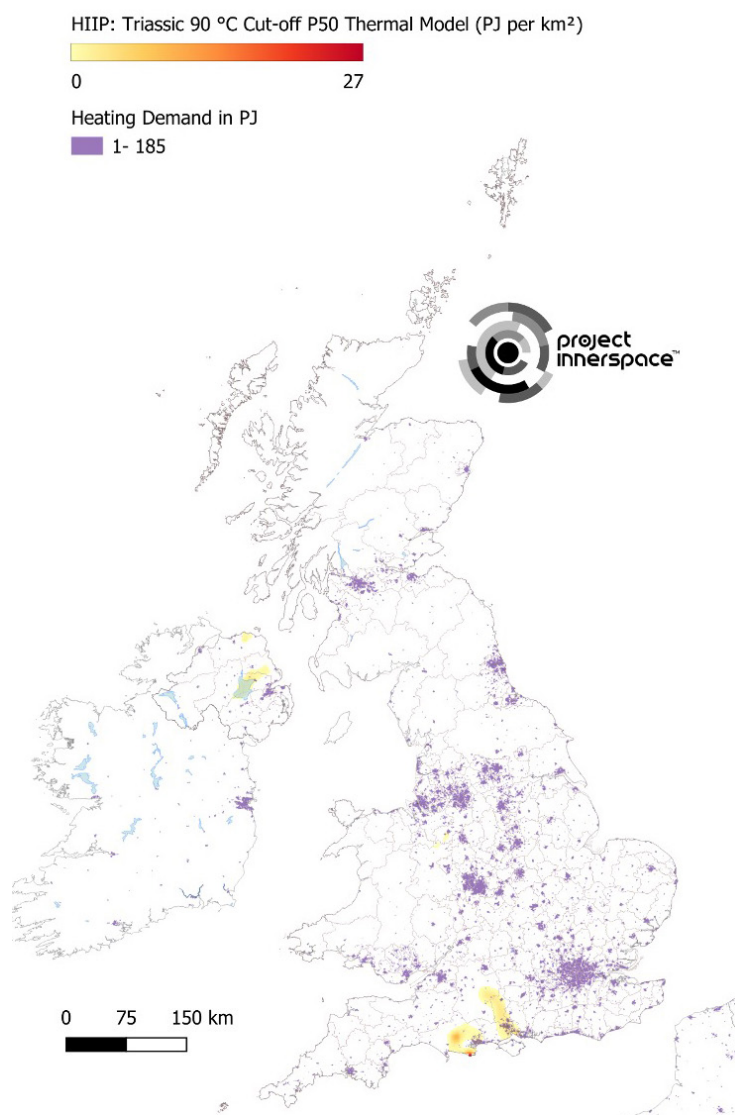 HIIP: Triassic 90 °C Cut-off P50 Thermal Model (PJ per km²)
0 27
Heating Demand in PJ
1- 185
project
innerspace™
0 75 150 km